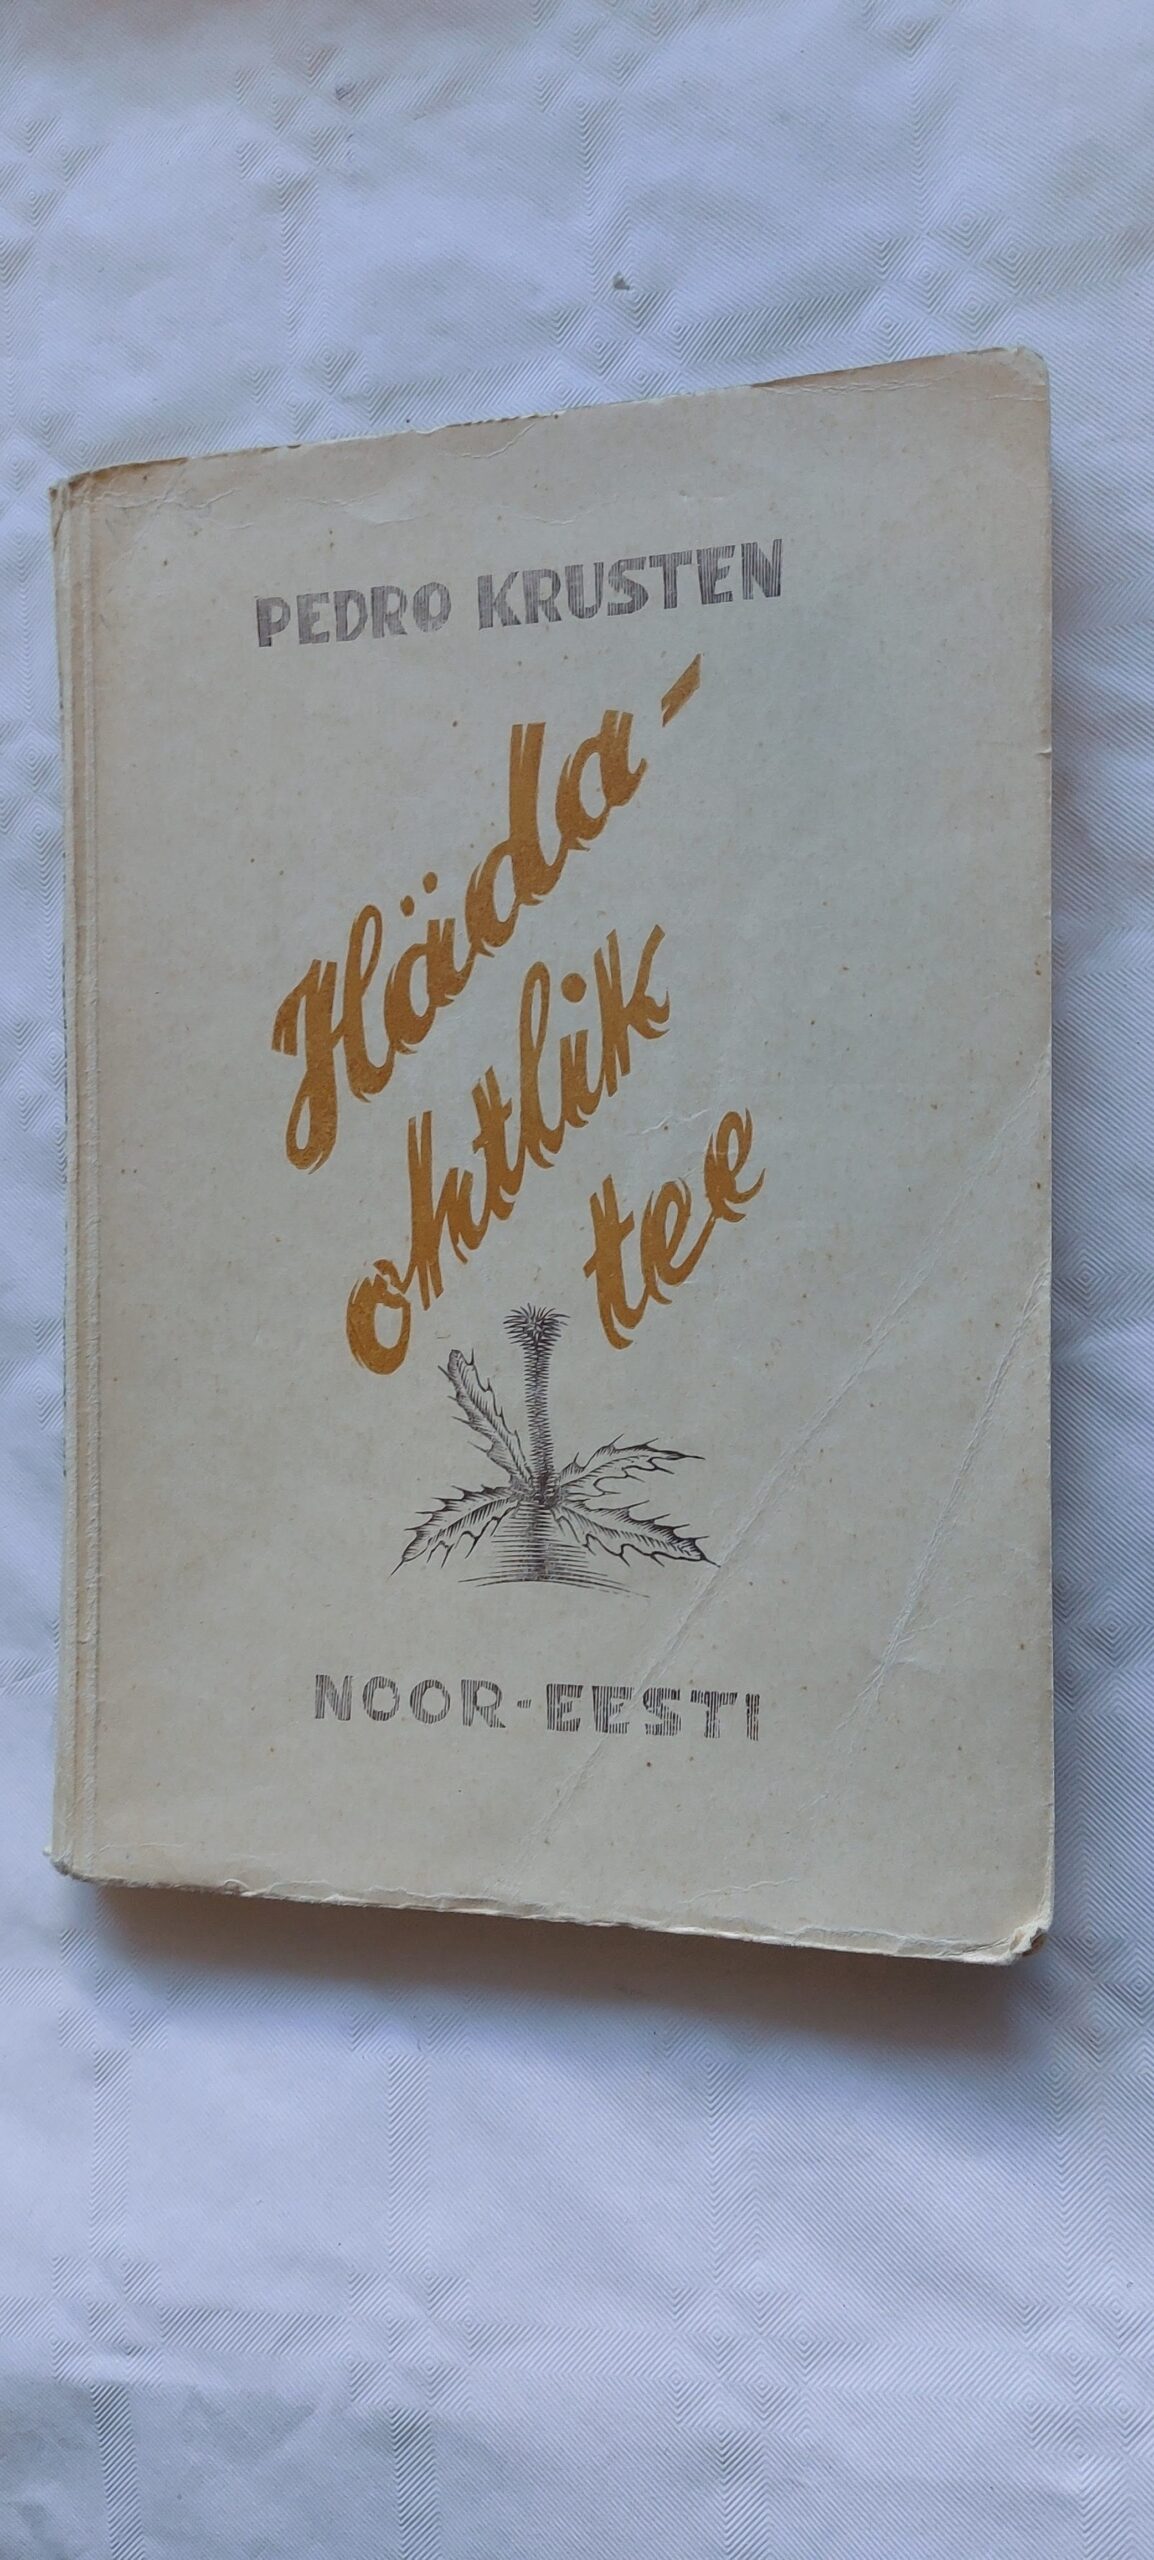 PEDRO KRUSTEN
Häda-
ohtlik
tee
NOOR-EESTI